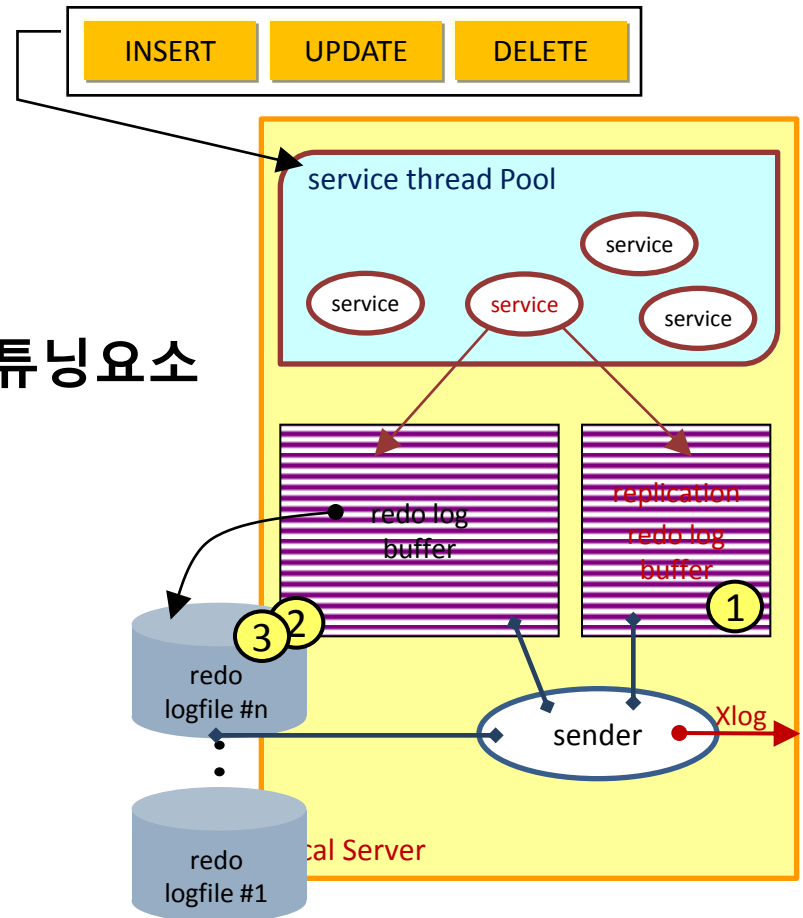 INSERT UPDATE DELETE
service thread Pool
service
service service service
튜닝요소
redo log
buffer
replication
redo log
buffer
1
2
3
redo
logfile #n
sender
Xlog
cal Server
redo
logfile #1